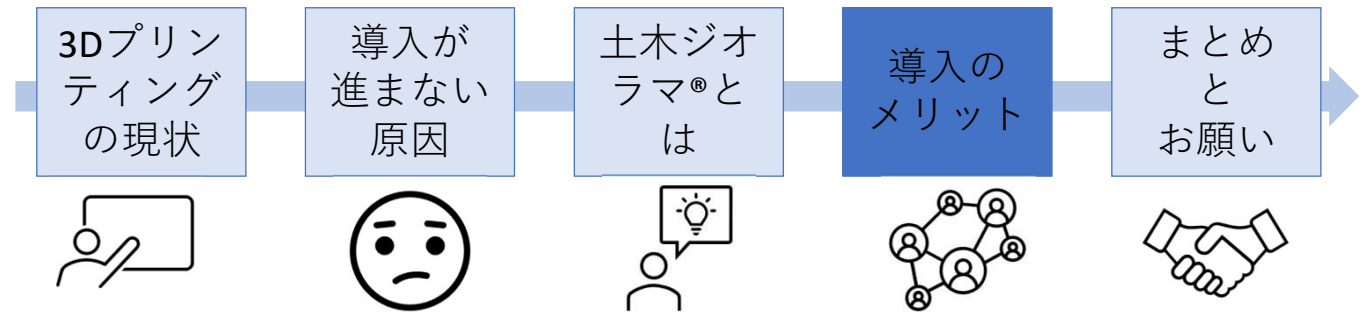 3Dプリン
ティング
の現状
導入が
進まない
原因
土木ジオ
ラマ®と
は
導入の
メリット
まとめ
と
お願い